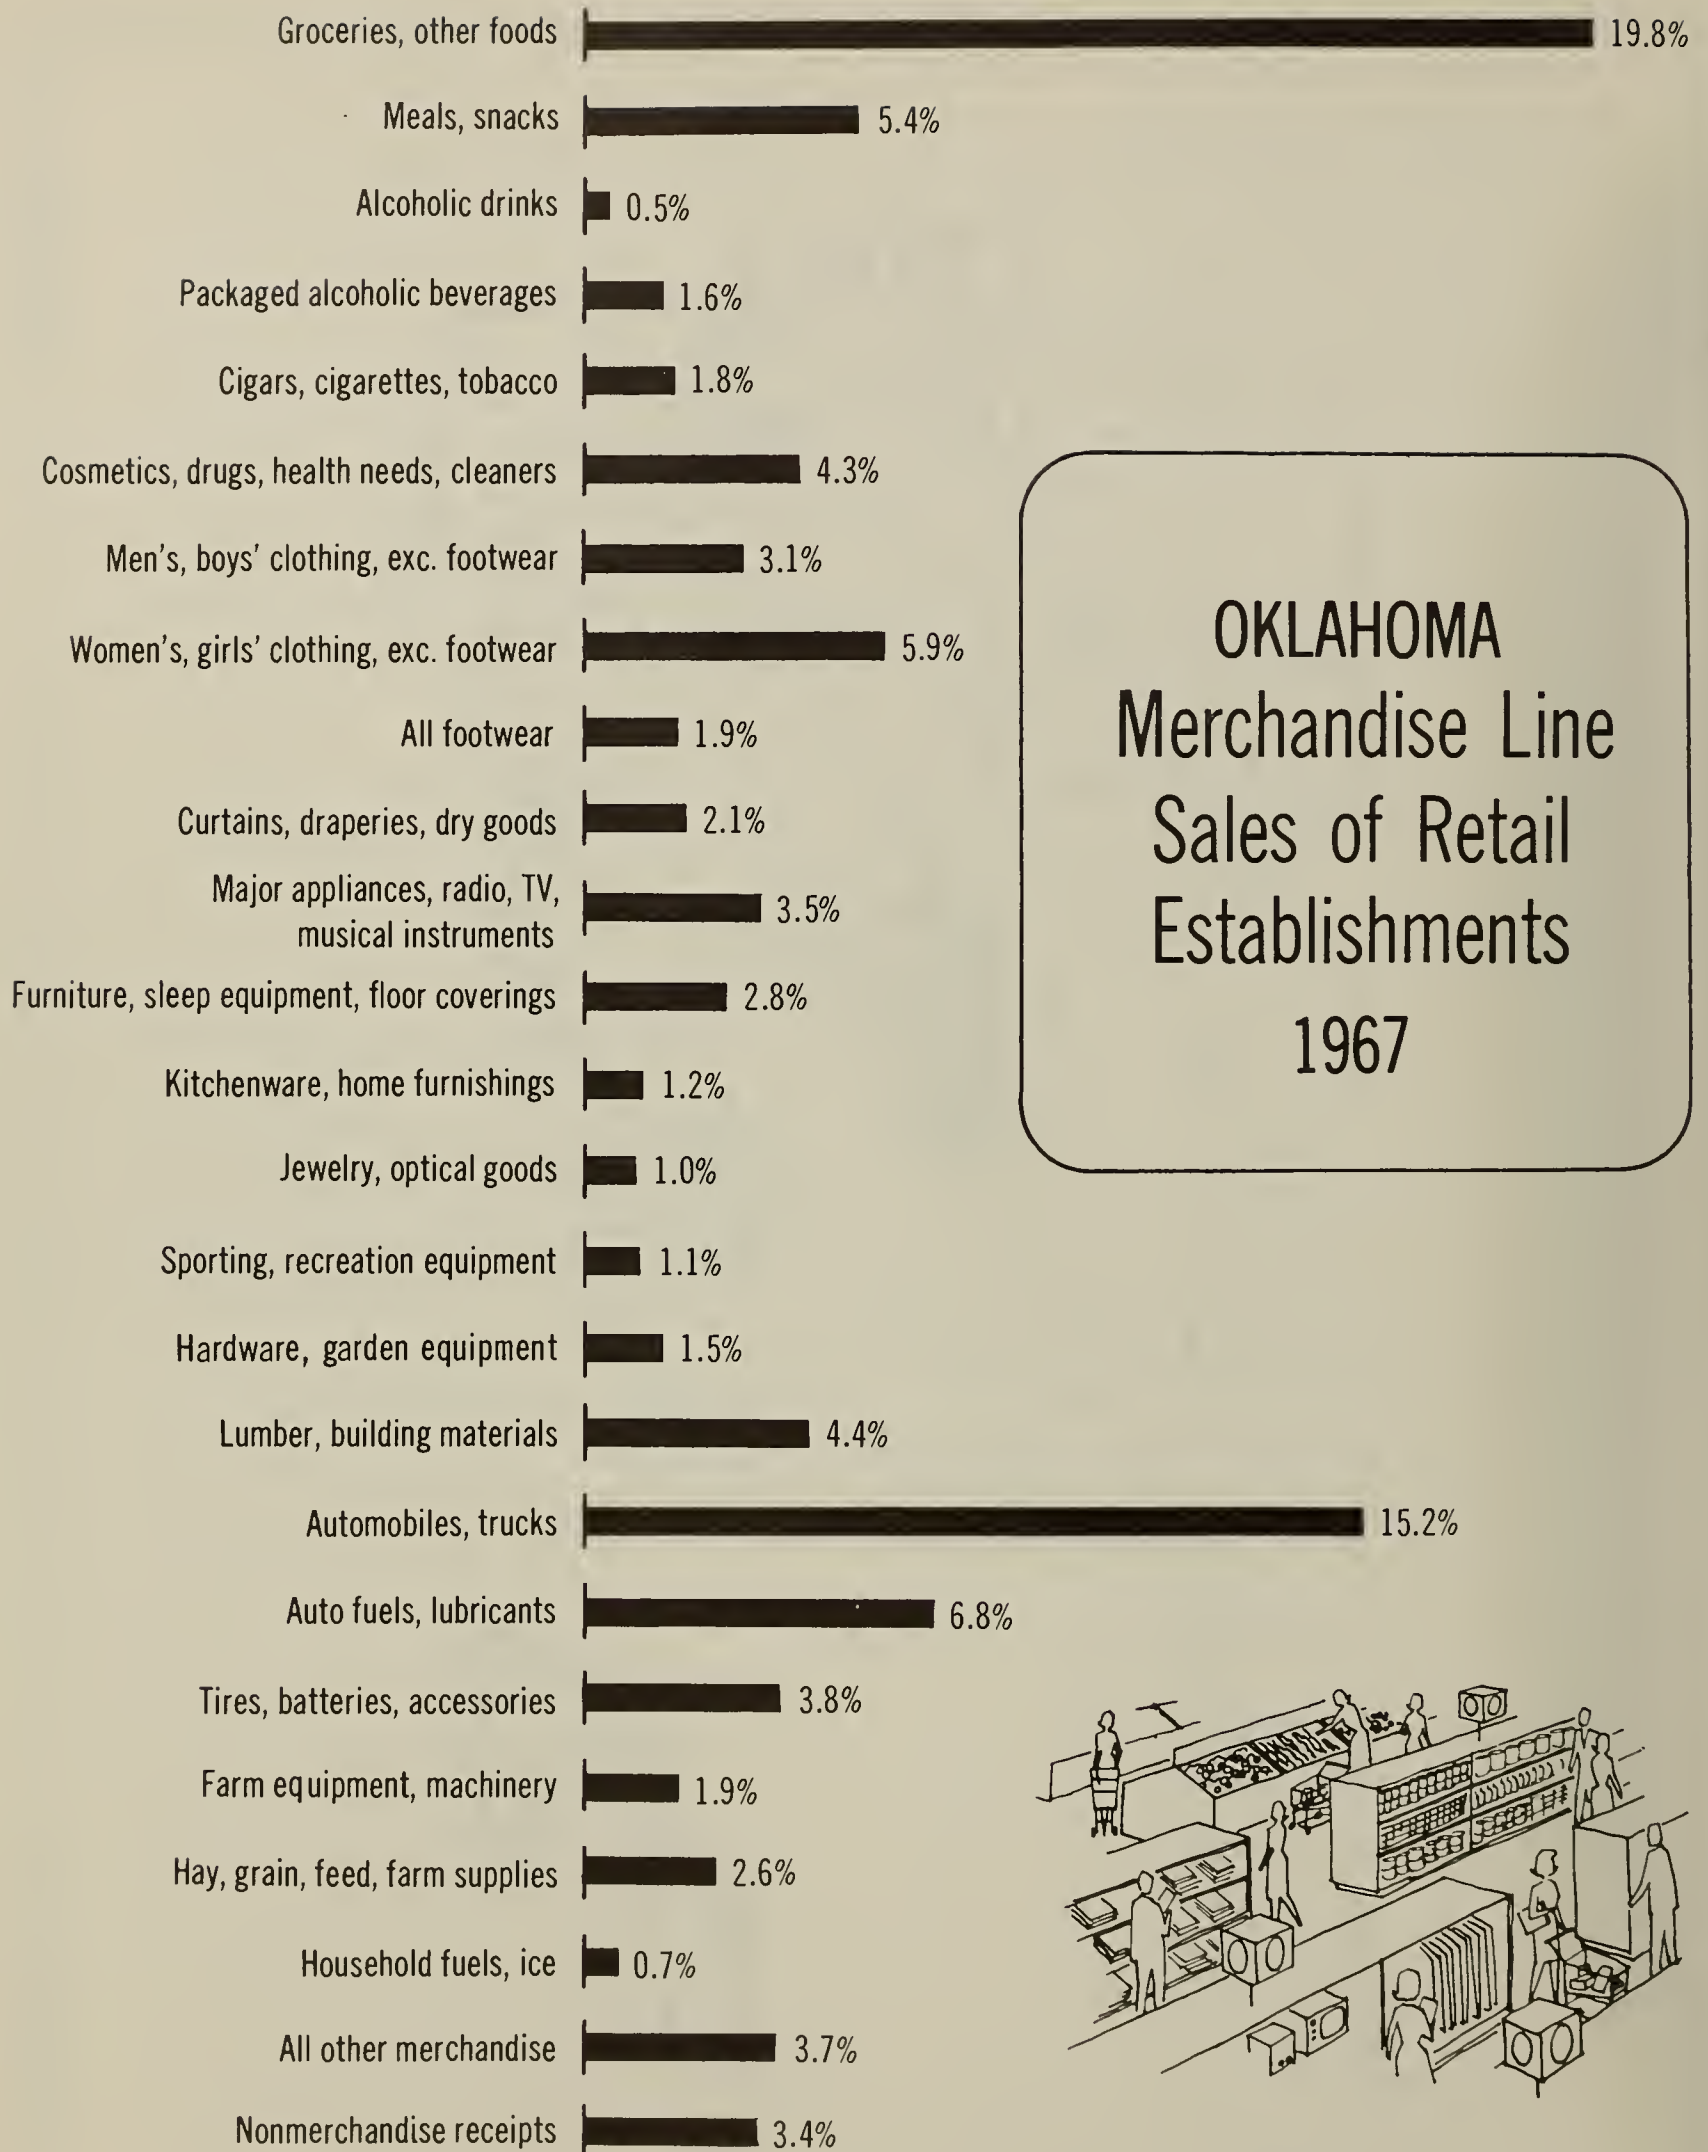 Groceries, other foods 19.8%
Meals, snacks 5.4%
Alcoholic drinks 0.5%
Packaged alcoholic beverages 1.6%
Cigars, cigarettes, tobacco 1.8%
Cosmetics, drugs, health needs, cleaners 4.3%
Men's, boys' clothing, exc. footwear 3.1%
Women's, girls' clothing, exc. footwear 5.9%
All footwear 1.9%
Curtains, draperies, dry goods 2.1%
Major appliances, radio, TV,
musical instruments 3.5%
Furniture, sleep equipment, floor coverings 2.8%
Kitchenware, home furnishings 1.2%
Jewelry, optical goods 1.0%
Sporting, recreation equipment 1.1%
Hardware, garden equipment 1.5%
Lumber, building materials 4.4%
Automobiles, trucks 15.2%
Auto fuels, lubricants 6.8%
Tires, batteries, accessories 3.8%
Farm equipment, machinery 1.9%
Hay, grain, feed, farm supplies 2.6%
Household fuels, ice 0.7%
All other merchandise 3.7%
Nonmerchandise receipts 3.4%
OKLAHOMA
Merchandise Line
Sales of Retail
Establishments
1967